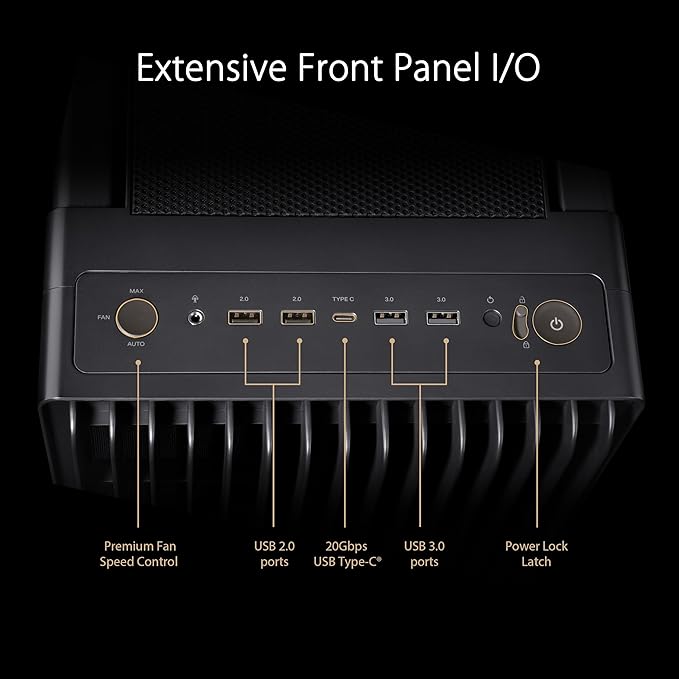 Extensive Front Panel I/O
MAX
FAN
AUTO
2.0
2.0
TYPE C
3.0
3.0
Premium Fan
Speed Control
USB 2.0
ports
20Gbps
USB Type-C®
USB 3.0
ports
Power Lock
Latch